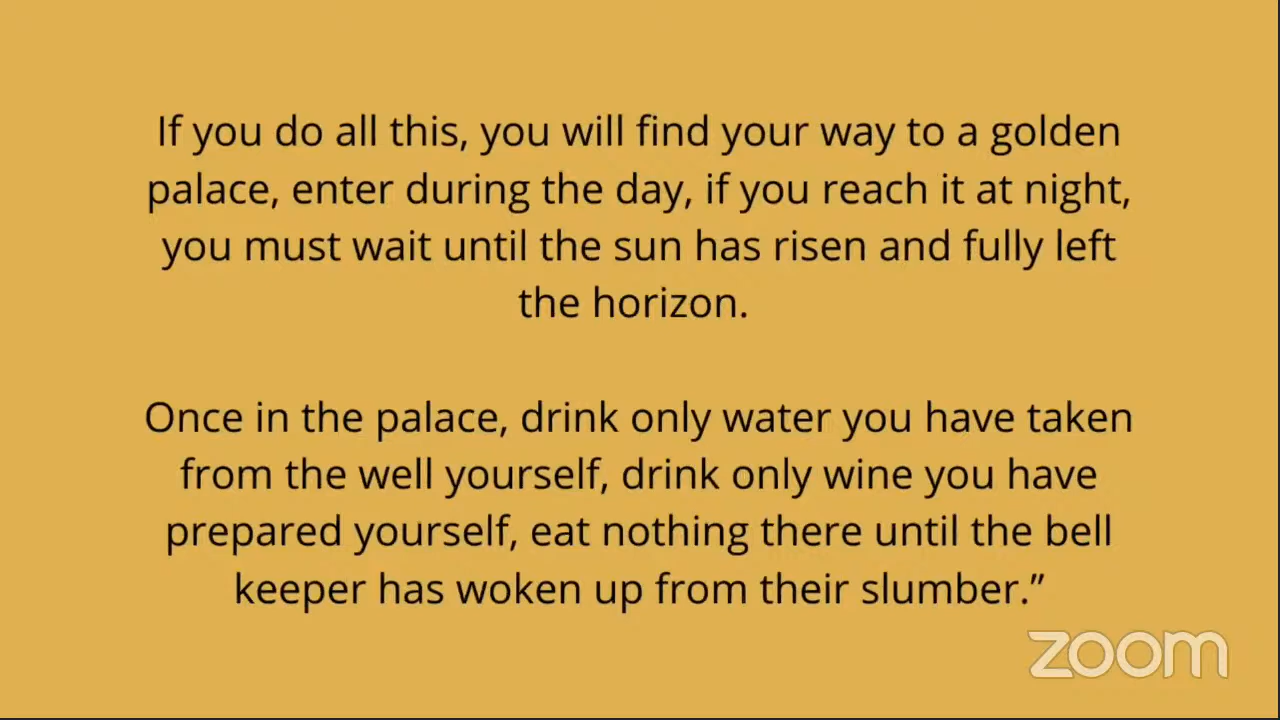 If you do all this, you will find your way to a golden
palace, enter during the day, if you reach it at night,
you must wait until the sun has risen and fully left
the horizon.
Once in the palace, drink only water you have taken
from the well yourself, drink only wine you have
prepared yourself, eat nothing there until the bell
keeper has woken up from their slumber.”
zoom